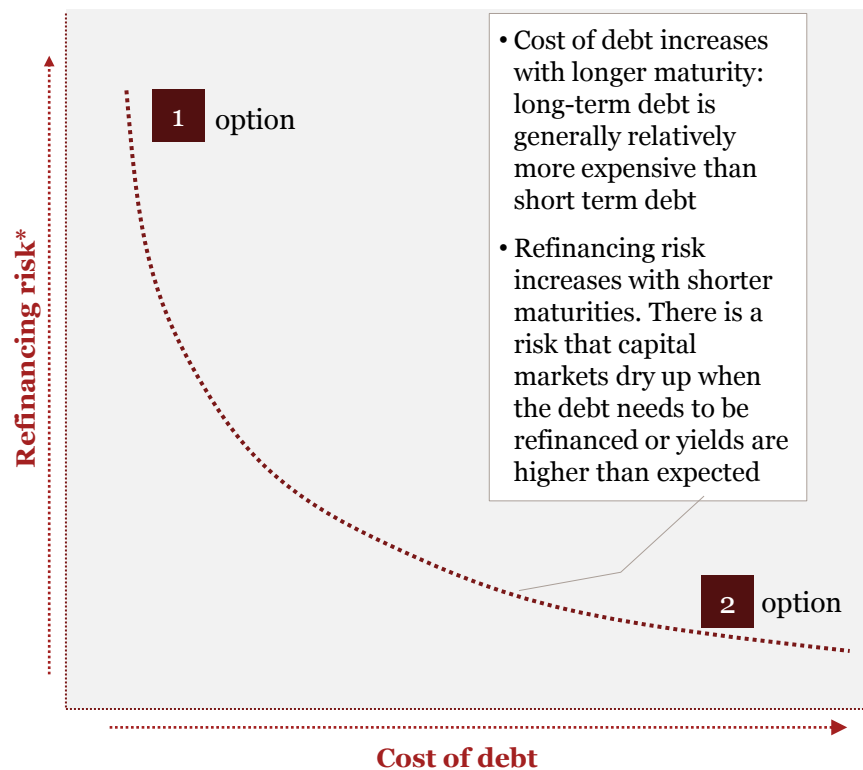 • Cost of debt increases
with longer maturity:
long-term debt is
generally relatively
more expensive than
short term debt
• Refinancing risk
increases with shorter
maturities. There is a
risk that capital
markets dry up when
the debt needs to be
refinanced or yields are
higher than expected
1 option
Refinancing risk*
2 option
Cost of debt